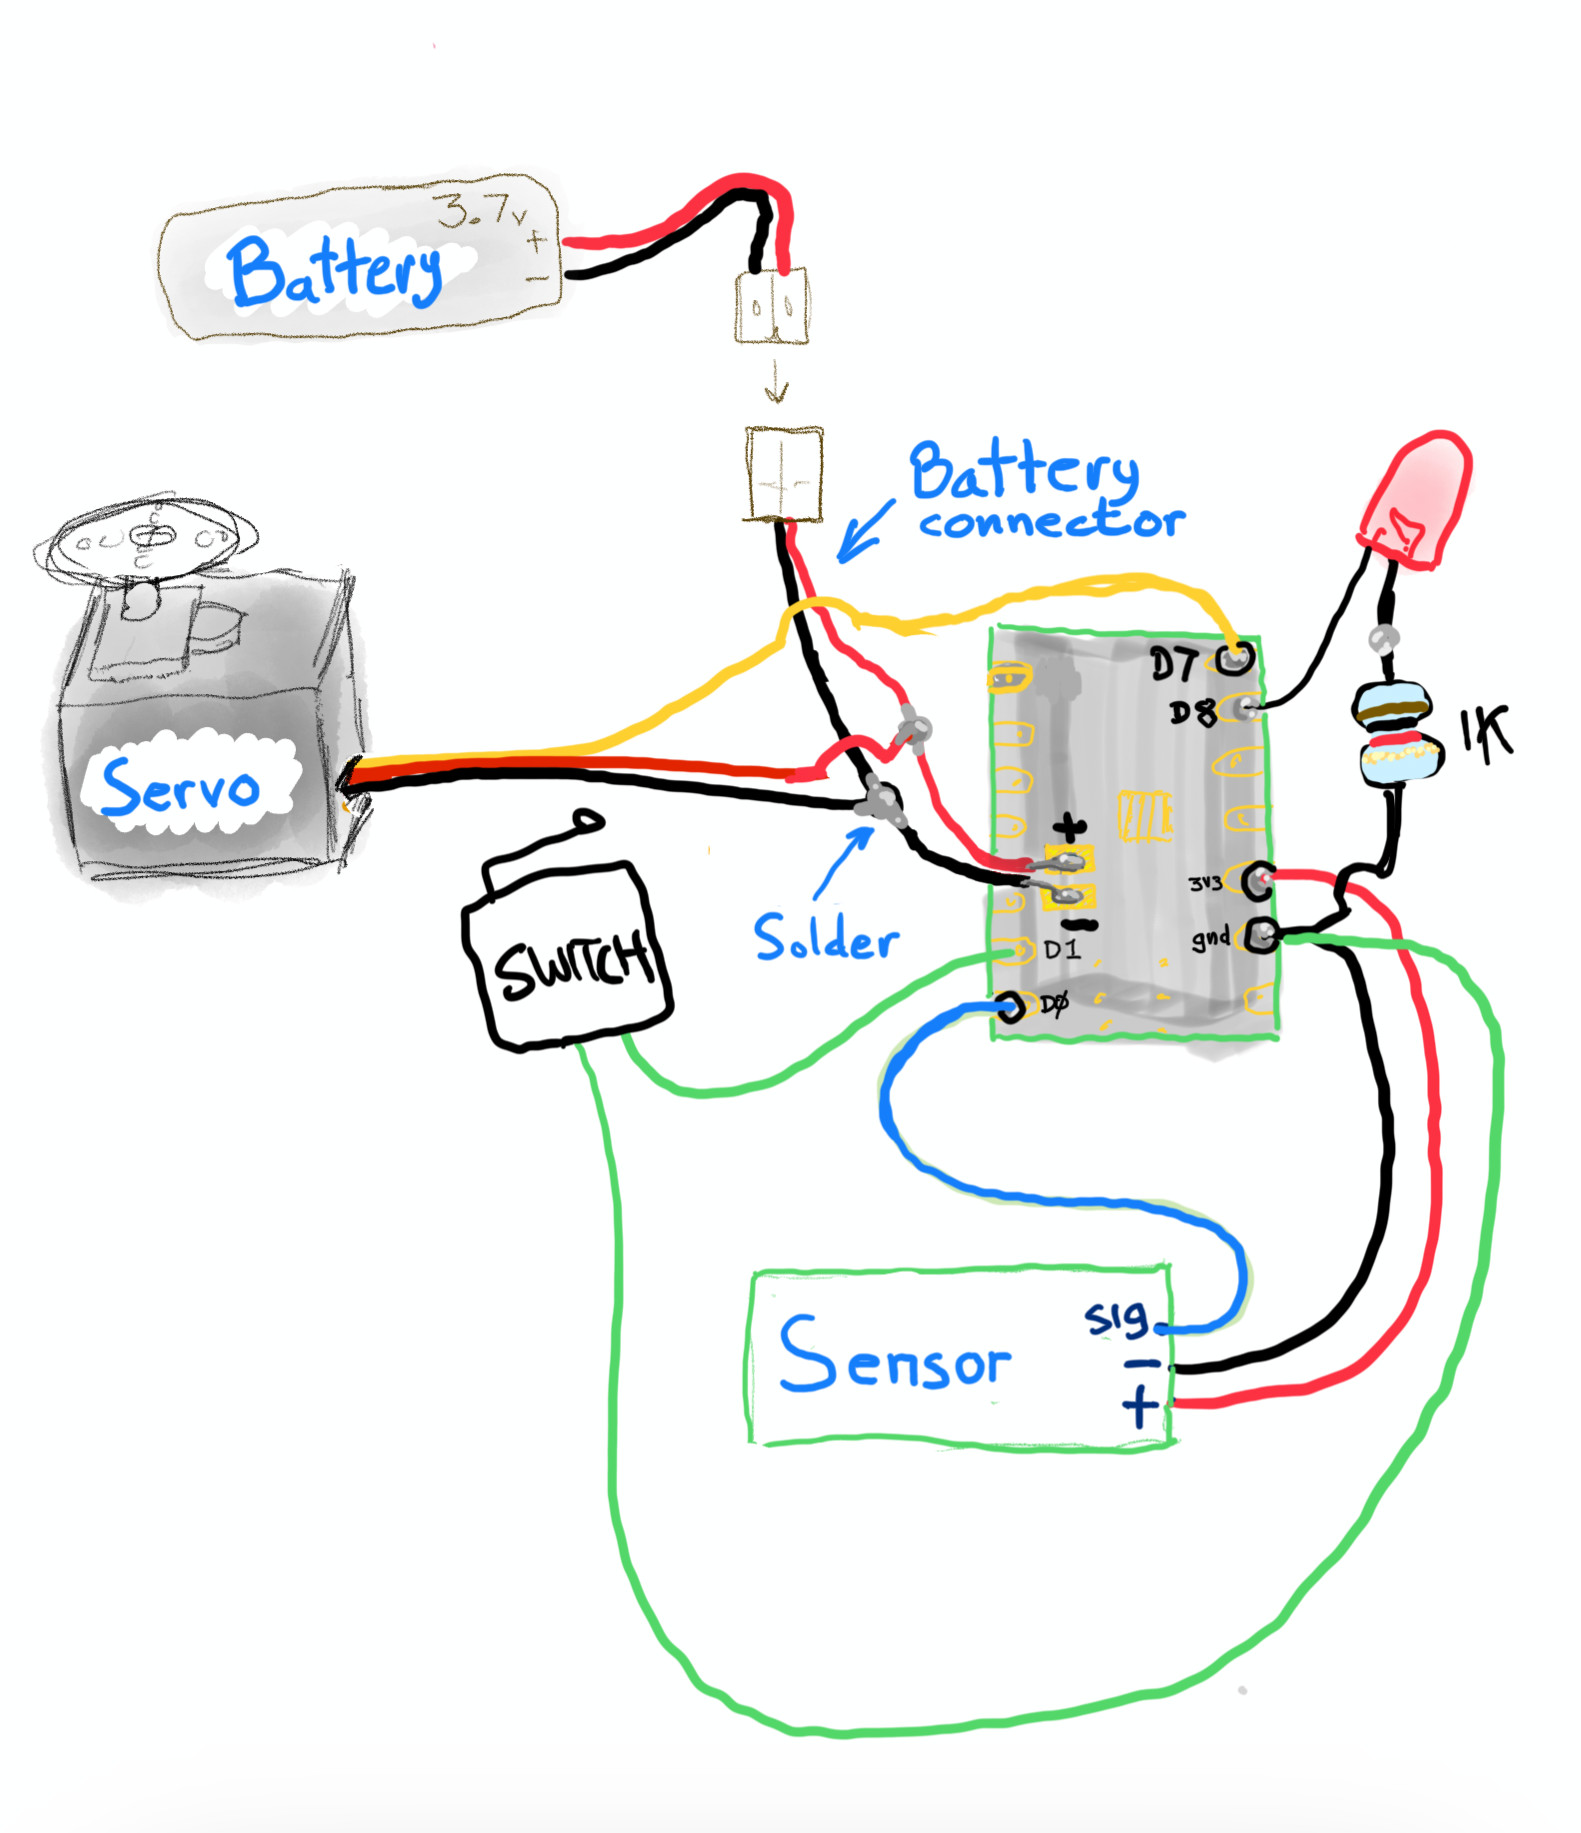 3.7v
+
Battery
−
Battery
connector
D7
D8
1K
Servo
+
3v3
SWITCH
Solder
−
gnd
D1
DØ
sig
Sensor
−
+